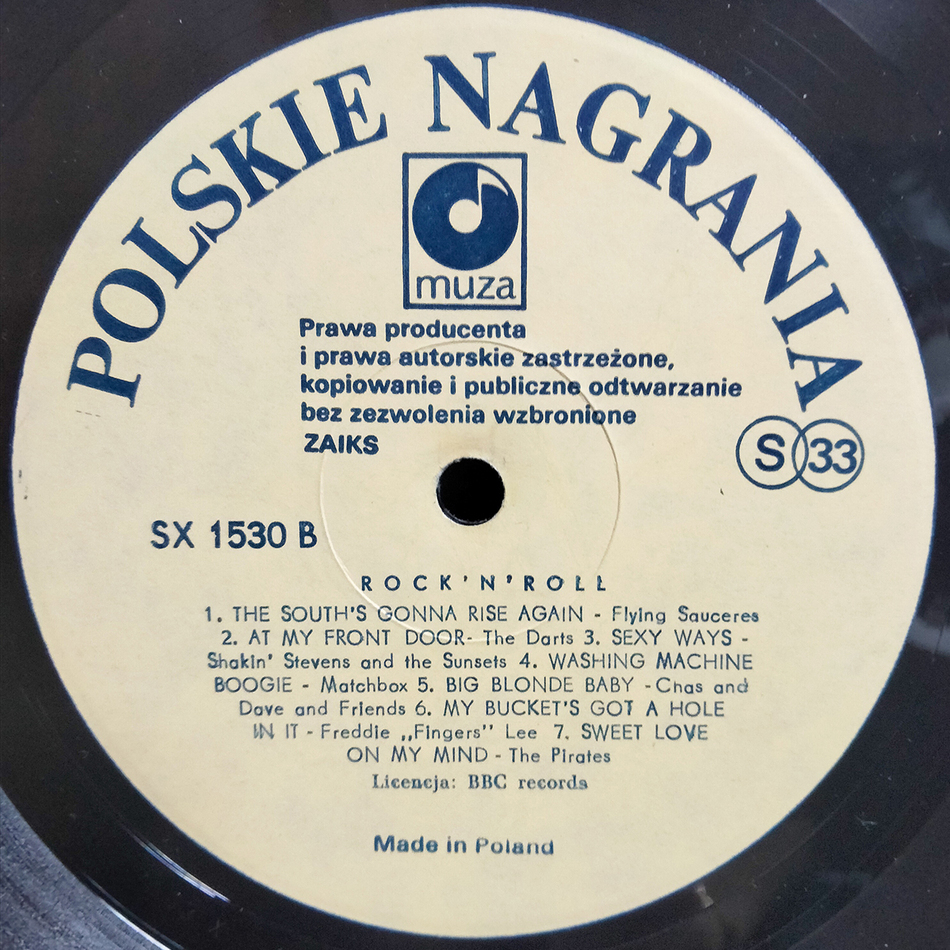 POLSKIE NAGRANIA
muza
Prawa producenta
i prawa autorskie zastrzeżone,
kopiowanie i publiczne odtwarzanie
bez zezwolenia wzbronione
ZAIKS
S 33
SX 1530 B
ROCK'N'ROLL
1. THE SOUTH'S GONNA RISE AGAIN - Flying Sauceres
2. AT MY FRONT DOOR- The Darts 3. SEXY WAYS -
Shakin' Stevens and the Sunsets 4. WASHING MACHINE
BOOGIE - Matchbox 5. BIG BLONDE BABY -Chas and
Dave and Friends 6. MY BUCKET'S GOT A HOLE
IN IT - Freddie „Fingers” Lee 7. SWEET LOVE
ON MY MIND - The Pirates
Licencja: BBC records
Made in Poland